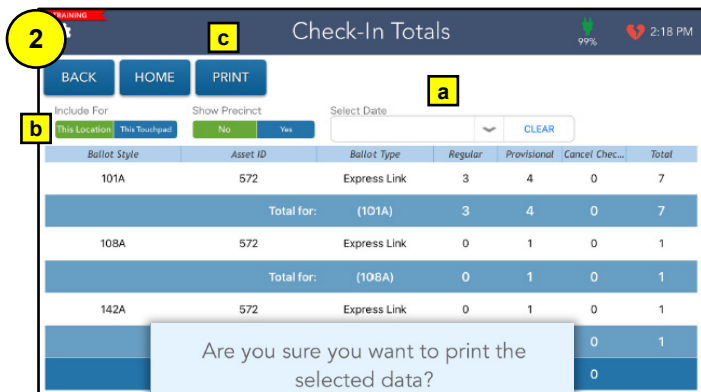 TRAINING
2
c
Check-In Totals
99%
2:18 PM
BACK HOME PRINT
a
Include For Show Precinct Select Date
b
This Location This Touchpad No Yes CLEAR
Ballot Style Asset ID Ballot Type Regular Provisional Cancel Chec... Total
101A 572 Express Link 3 4 0 7
Total for: (101A) 3 4 0 7
108A 572 Express Link 0 1 0 1
Total for: (108A) 0 1 0 1
142A 572 Express Link 0 1 0 1
0 1
0
Are you sure you want to print the
selected data?